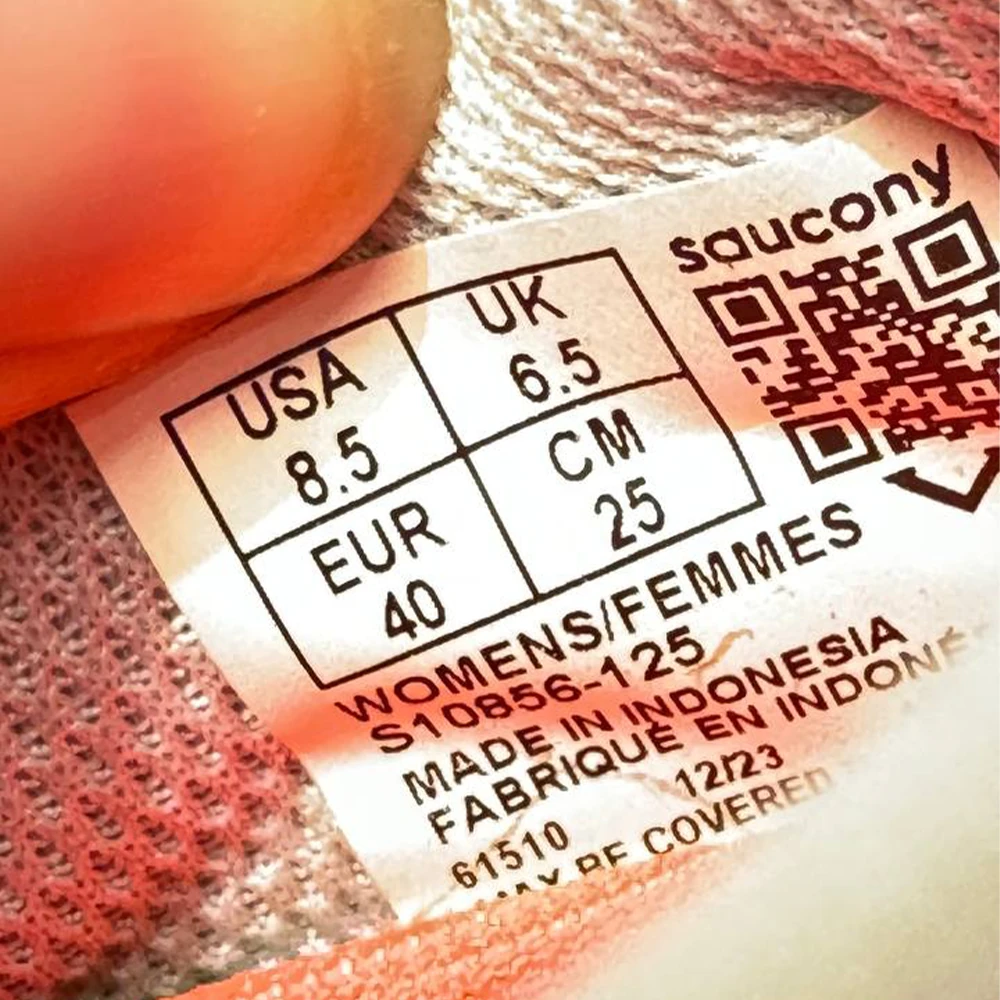 saucony
USA
8.5
UK
6.5
EUR
40
CM
25
WOMENS/FEMMES
S10856-125
MADE IN INDONESIA
FABRIQUÉ EN INDONÉ
61510 12/23
MAY BE COVERED